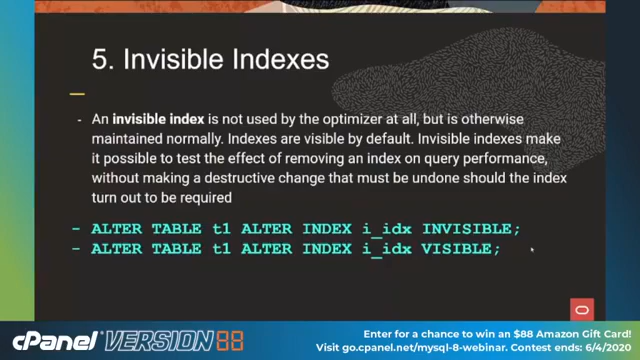 5. Invisible Indexes
- An invisible index is not used by the optimizer at all, but is otherwise
maintained normally. Indexes are visible by default. Invisible indexes make
it possible to test the effect of removing an index on query performance,
without making a destructive change that must be undone should the index
turn out to be required
- ALTER TABLE t1 ALTER INDEX i_idx INVISIBLE;
- ALTER TABLE t1 ALTER INDEX i_idx VISIBLE;
cPanel® VERSION 88
Enter for a chance to win an $88 Amazon Gift Card!
Visit go.cpanel.net/mysql-8-webinar. Contest ends: 6/4/2020